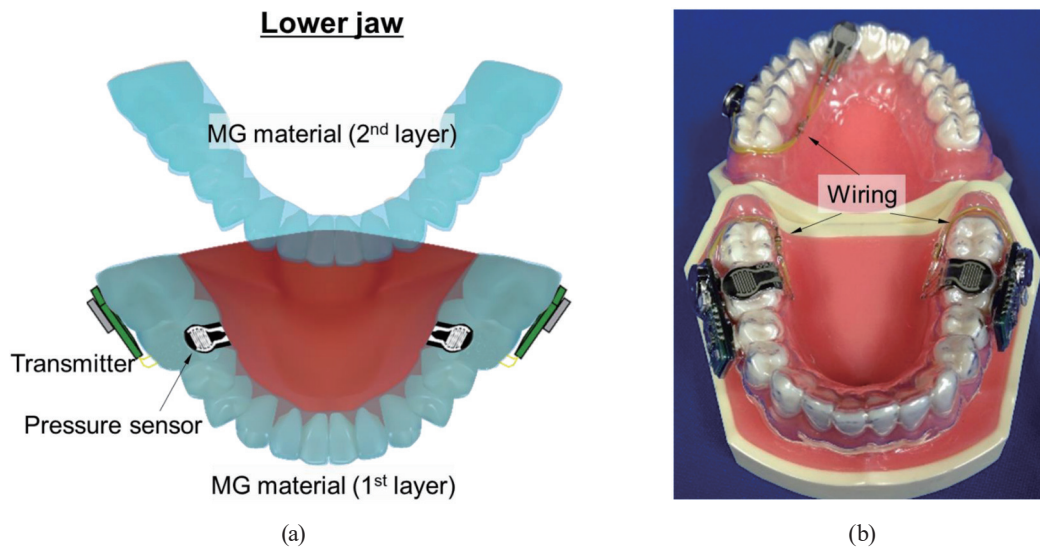 Lower jaw
MG material (2nd layer)
Transmitter
Pressure sensor
MG material (1st layer)
(a)
Wiring
(b)